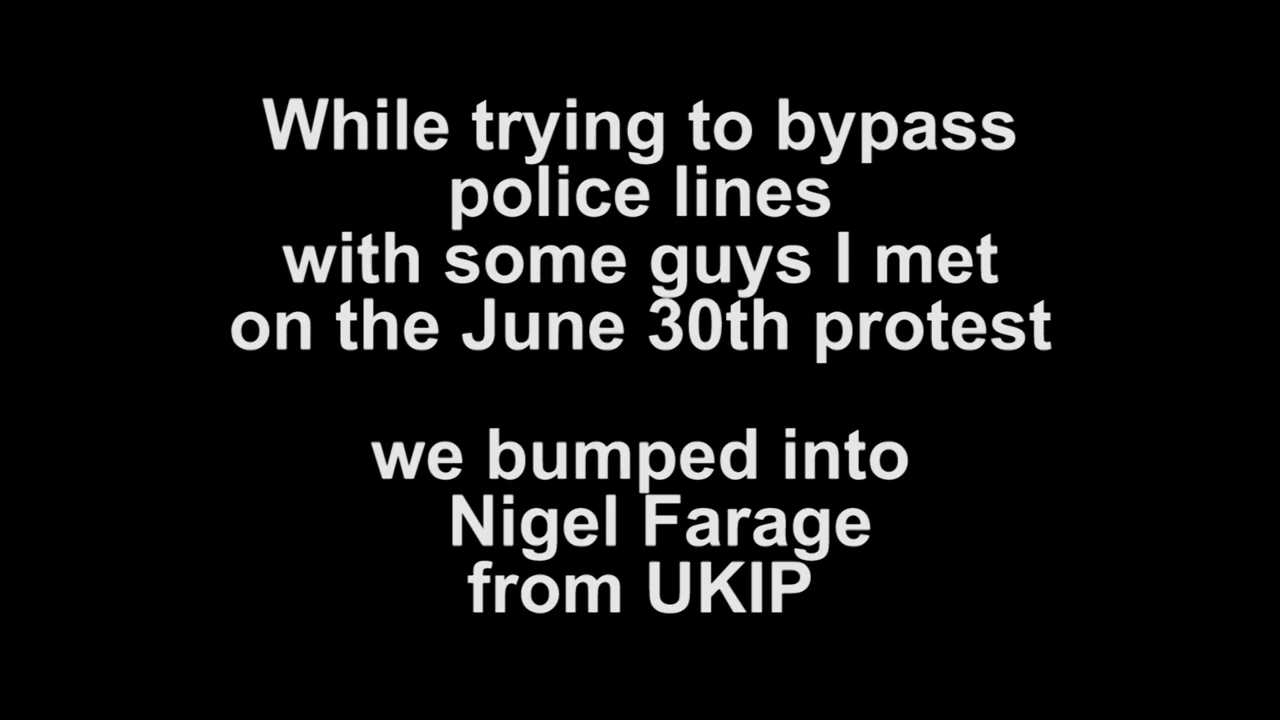 While trying to bypass
police lines
with some guys I met
on the June 30th protest
we bumped into
Nigel Farage
from UKIP